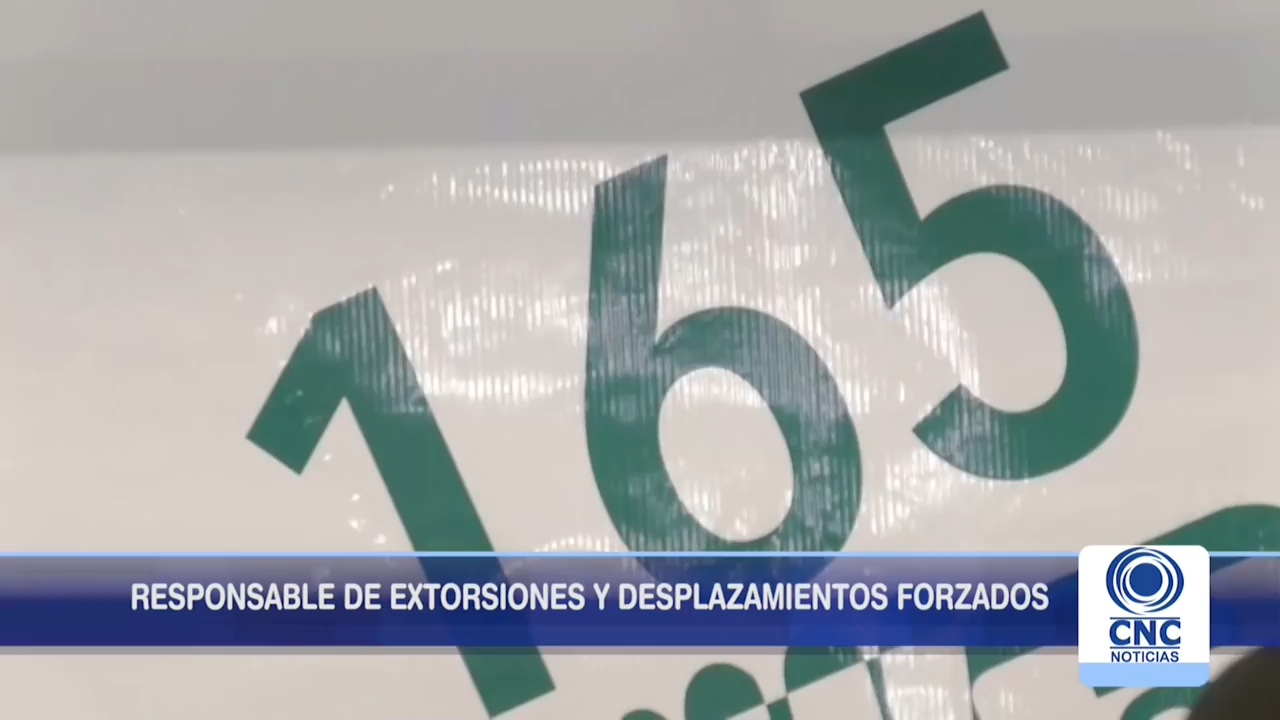 165
RESPONSABLE DE EXTORSIONES Y DESPLAZAMIENTOS FORZADOS
CNC
NOTICIAS